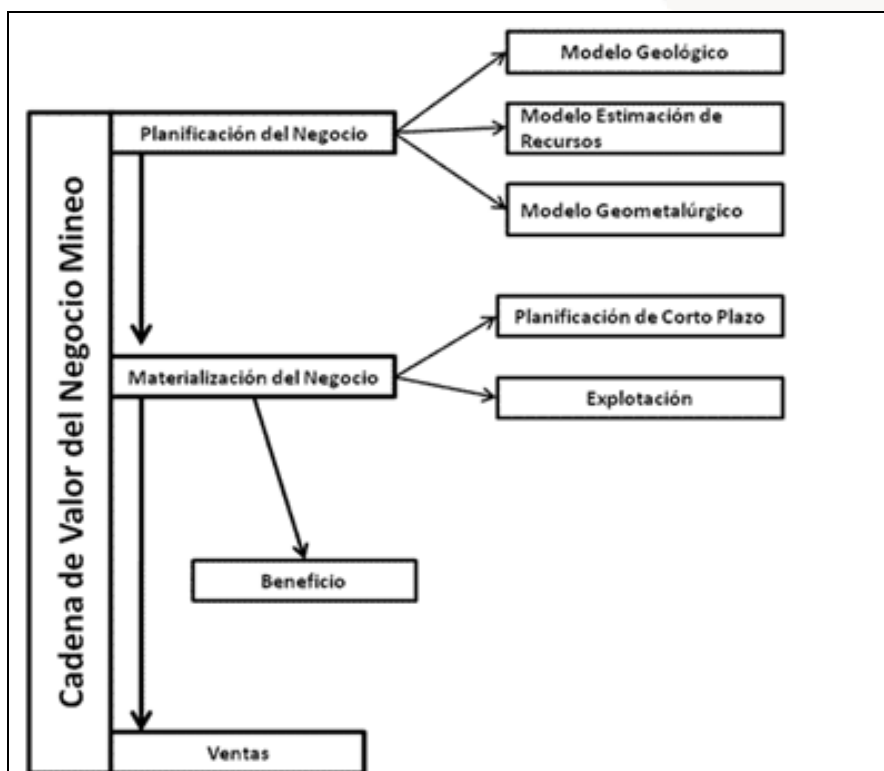 Cadena de Valor del Negocio Mineo
Planificación del Negocio
Modelo Geológico
Modelo Estimación de
Recursos
Modelo Geometalúrgico
Materialización del Negocio
Planificación de Corto Plazo
Explotación
Beneficio
Ventas